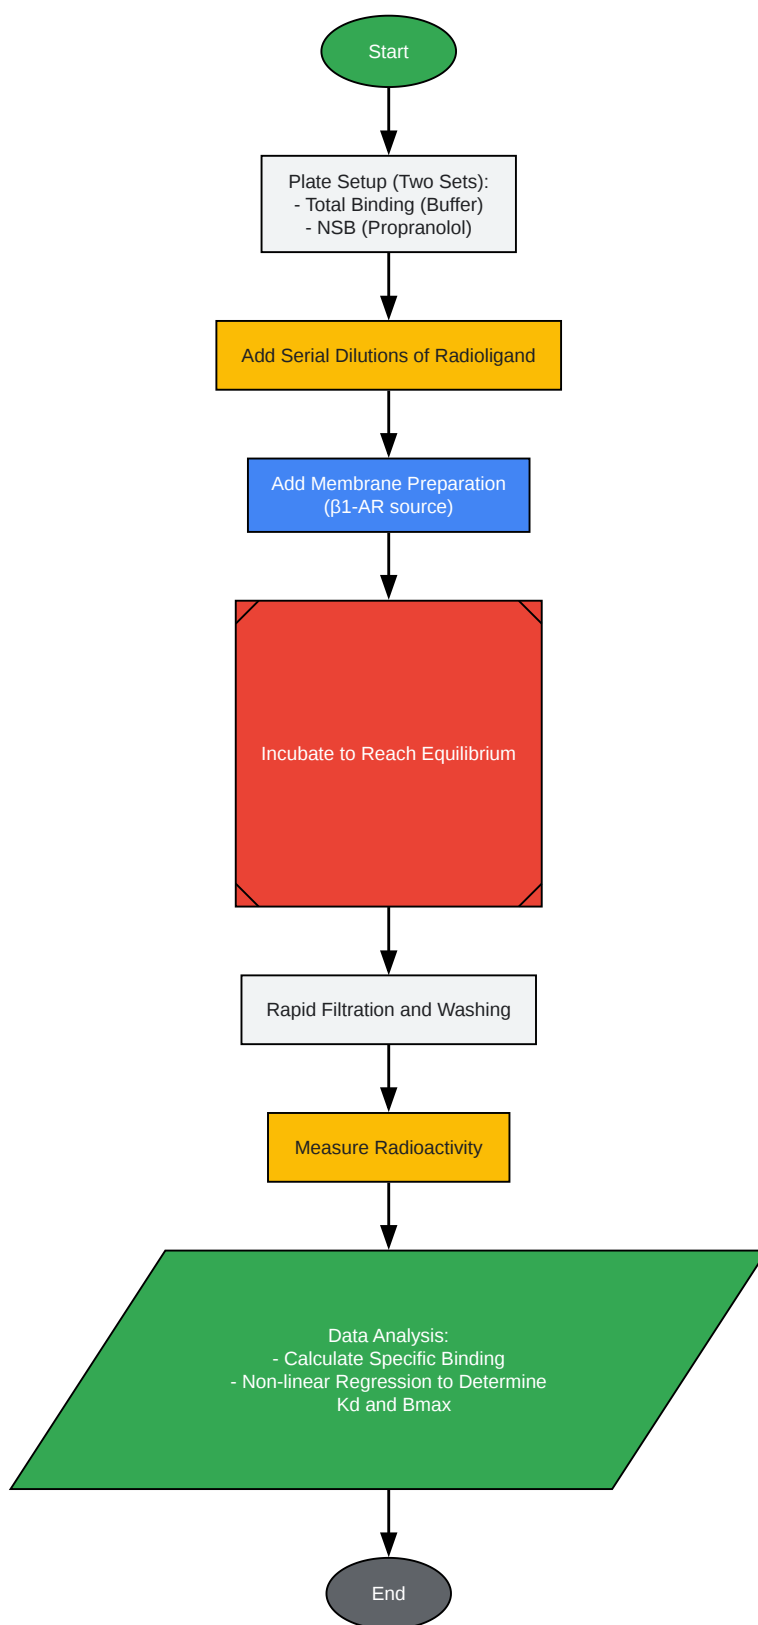 Start
Plate Setup (Two Sets):
- Total Binding (Buffer)
- NSB (Propranolol)
Add Serial Dilutions of Radioligand
Add Membrane Preparation
(β1-AR source)
Incubate to Reach Equilibrium
Rapid Filtration and Washing
Measure Radioactivity
Data Analysis:
- Calculate Specific Binding
- Non-linear Regression to Determine
Kd and Bmax
End